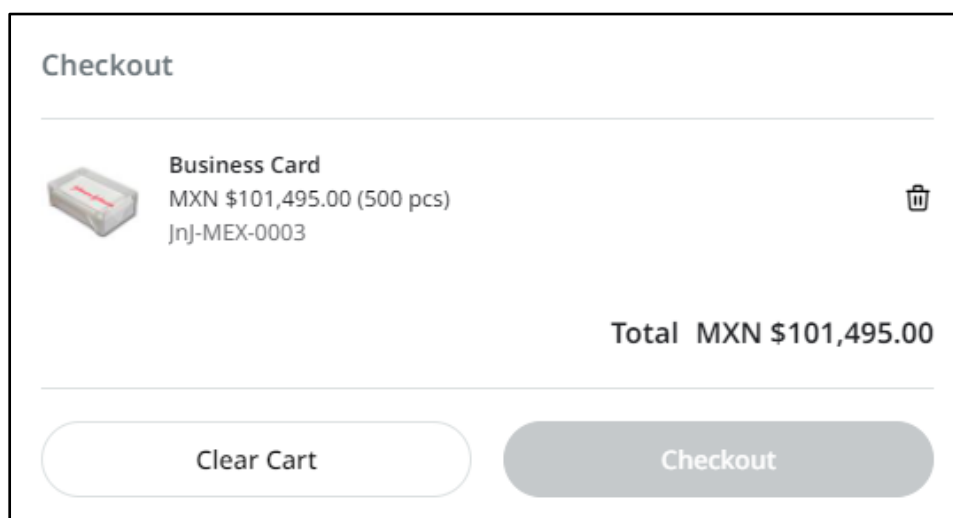 Checkout
Business Card
MXN $101,495.00 (500 pcs)
JnJ-MEX-0003
Total MXN $101,495.00
Clear Cart
Checkout